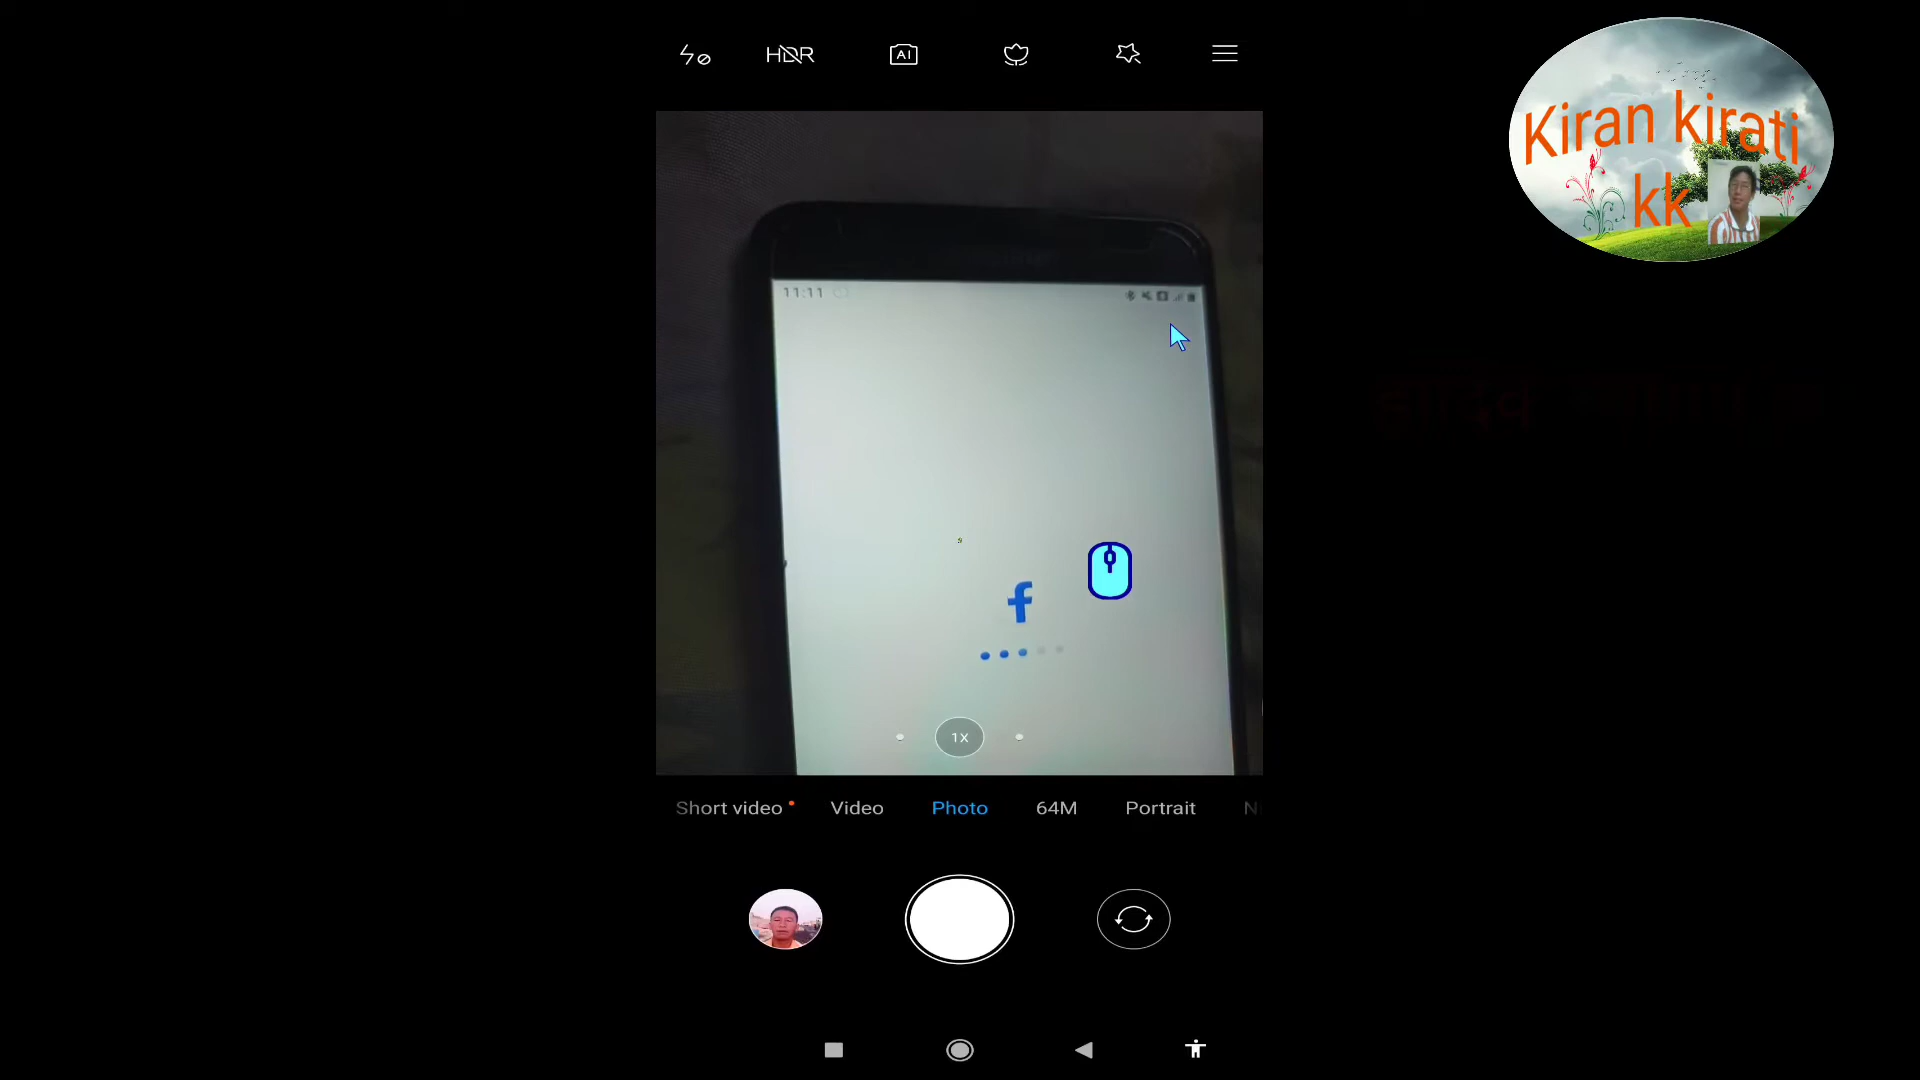 HDR
AI
Kiran kirati
kk
11:11
f
1X
Short video
Video
Photo
64M
Portrait